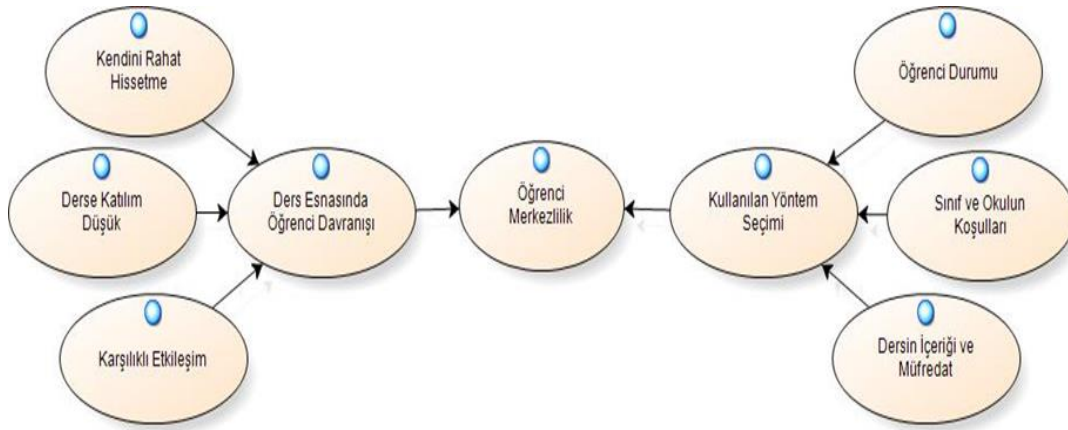 Kendini Rahat
Hissetme
Öğrenci Durumu
Derse Katılım
Düşük
Ders Esnasında
Öğrenci Davranışı
Öğrenci
Merkezlilik
Kullanılan Yöntem
Seçimi
Sınıf ve Okulun
Koşulları
Karşılıklı Etkileşim
Dersin İçeriği ve
Müfredat